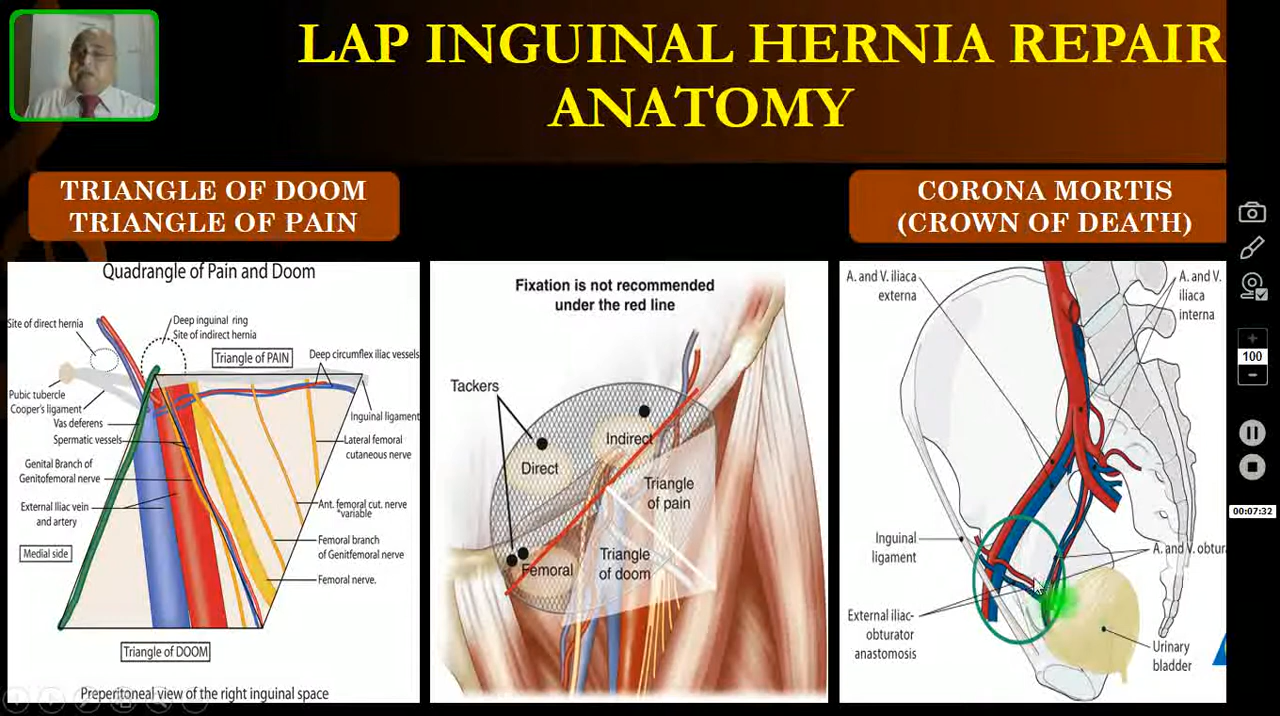 LAP INGUINAL HERNIA REPAIR
ANATOMY
TRIANGLE OF DOOM
TRIANGLE OF PAIN
CORONA MORTIS
(CROWN OF DEATH)
Quadrangle of Pain and Doom
Site of direct hernia
Deep inguinal ring
Site of indirect hernia
Triangle of PAIN
Deep circumflex iliac vessels
Pubic tubercle
Cooper's ligament
Vas deferens
Spermatic vessels
Genital Branch of
Genitofemoral nerve
External Iliac vein
and artery
Medial side
Inguinal ligament
Lateral femoral
cutaneous nerve
Ant. femoral cut. nerve
*variable
Femoral branch
of Genitofemoral nerve
Femoral nerve.
Triangle of DOOM
Preperitoneal view of the right inguinal space
Fixation is not recommended
under the red line
Tackers
Direct
Indirect
Femoral
Triangle
of pain
Triangle
of doom
A. and V. iliaca
externa
A. and V.
iliaca
interna
Inguinal
ligament
A. and V. obtura
External iliac-
obturator
anastomosis
Urinary
bladder
100
00:07:32